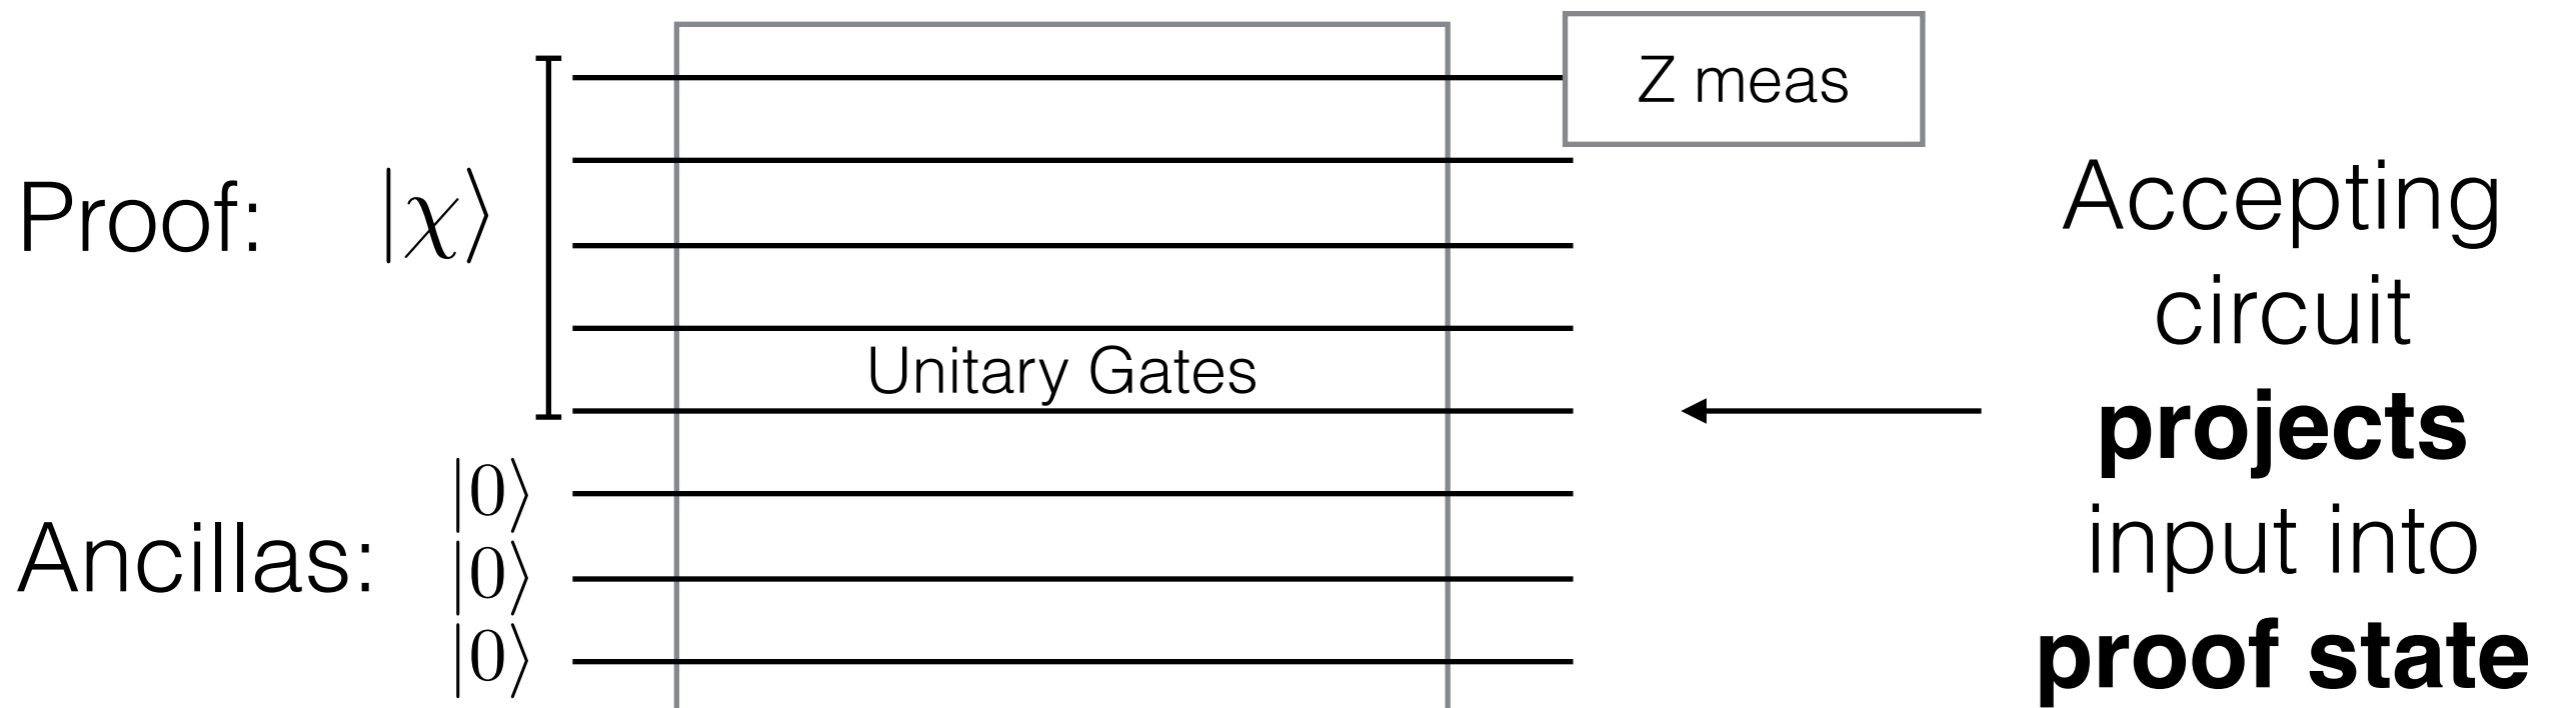 Z meas
Proof: |χ⟩
Unitary Gates
Ancillas:
|0⟩
|0⟩
|0⟩
Accepting
circuit
projects
input into
proof state